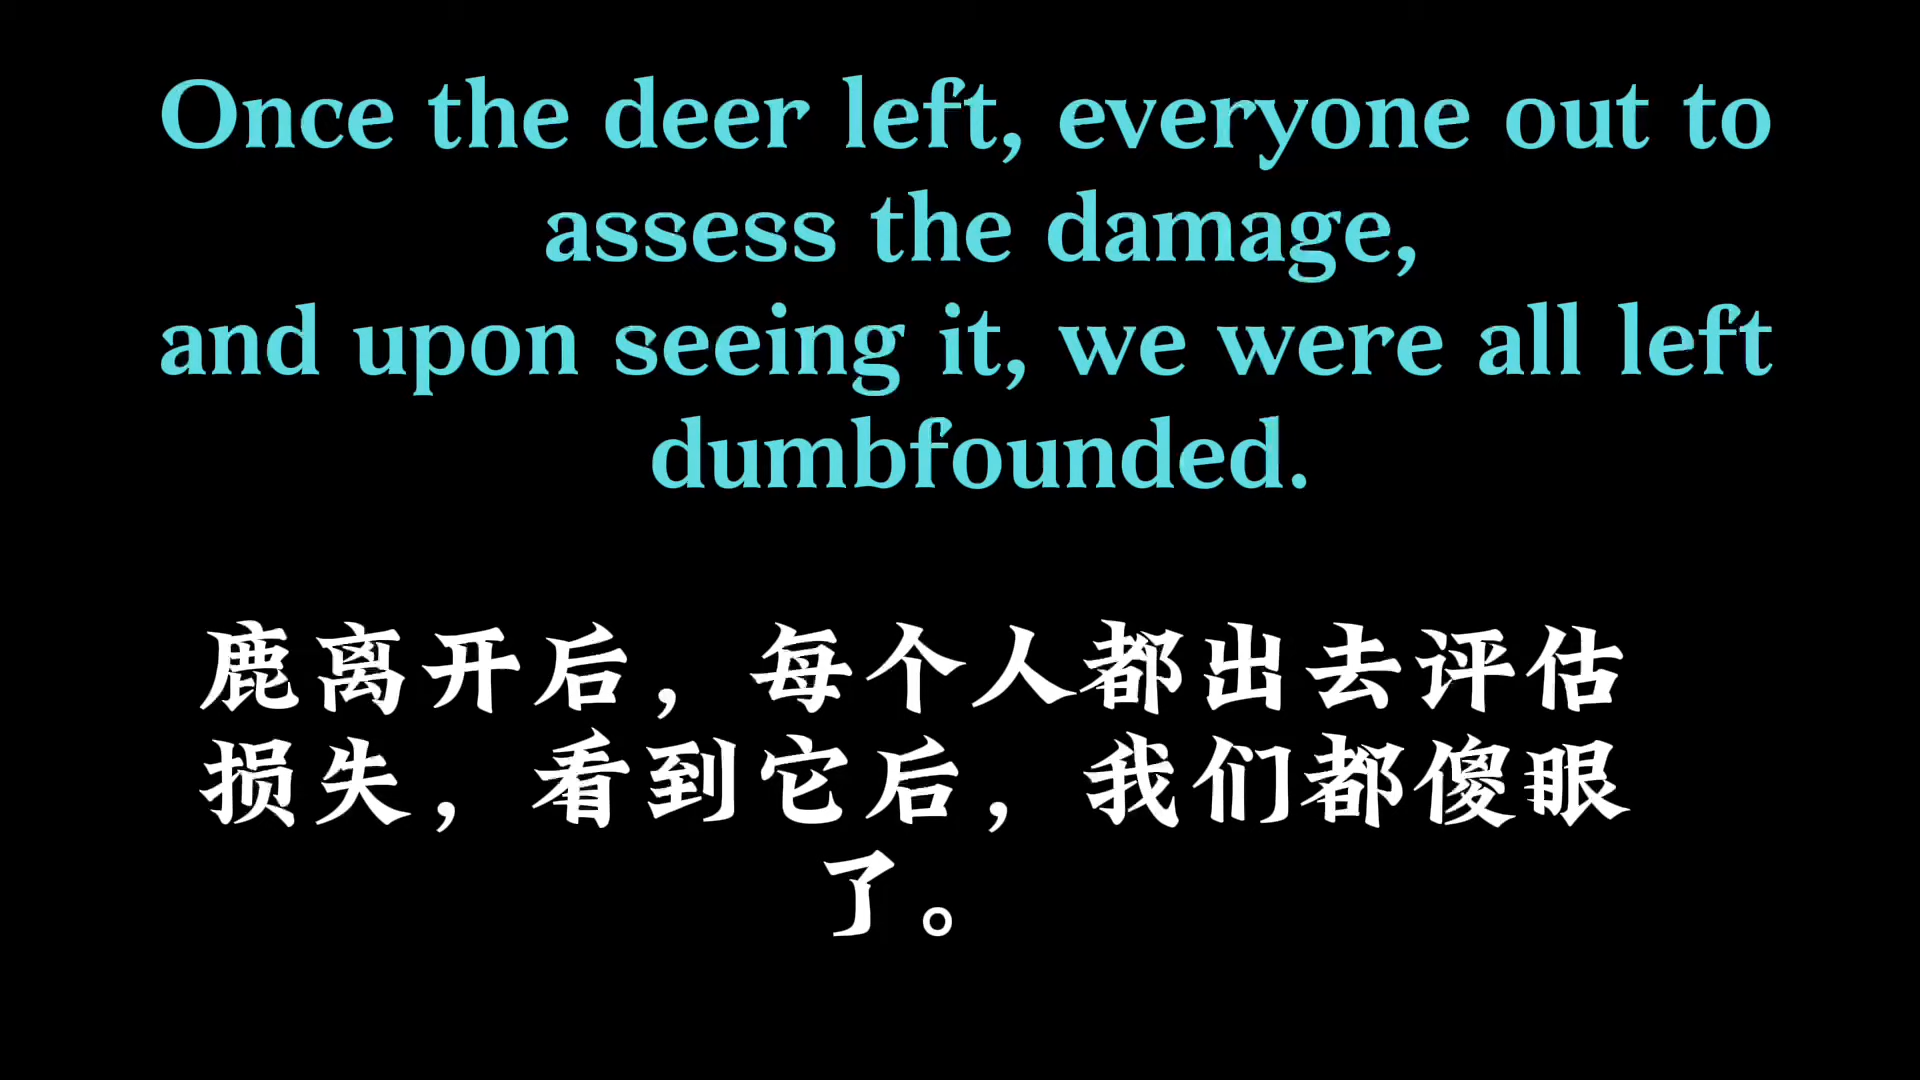 Once the deer left, everyone out to
assess the damage,
and upon seeing it, we were all left
dumbfounded.
鹿离开后，每个人都出去评估
损失，看到它后，我们都傻眼
了。